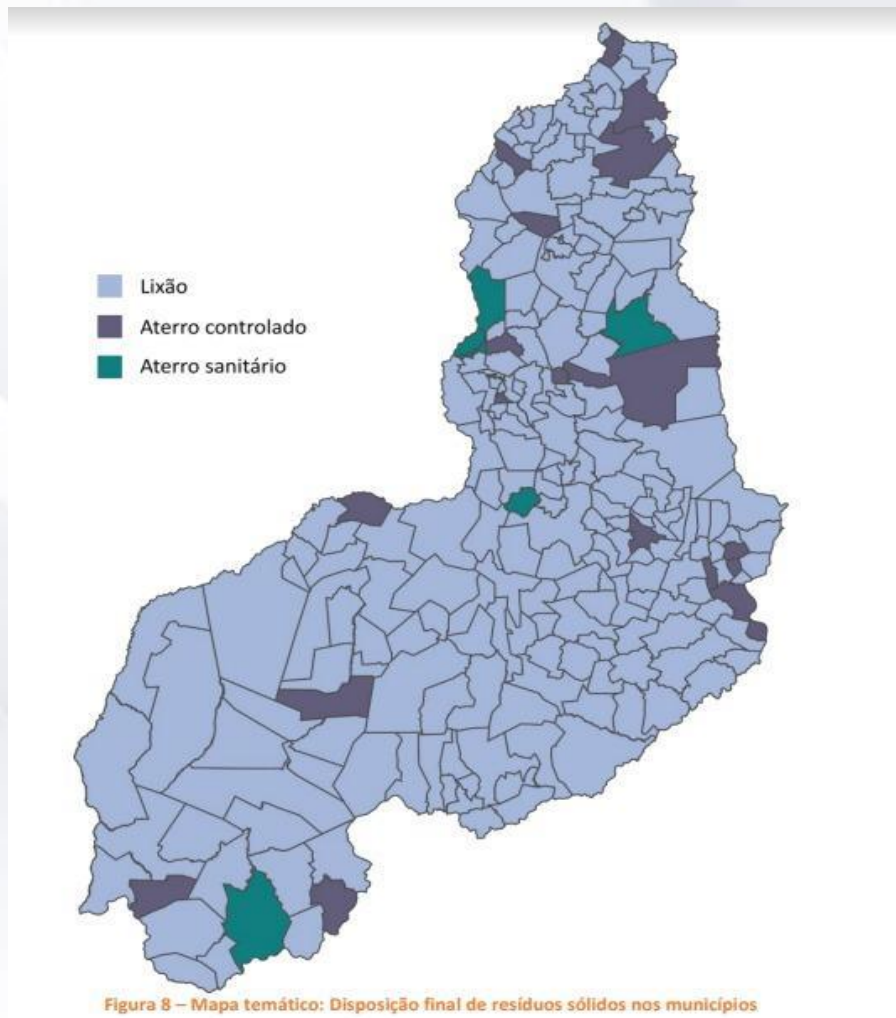 Lixão
Aterro controlado
Aterro sanitário
Figura 8 – Mapa temático: Disposição final de resíduos sólidos nos municípios